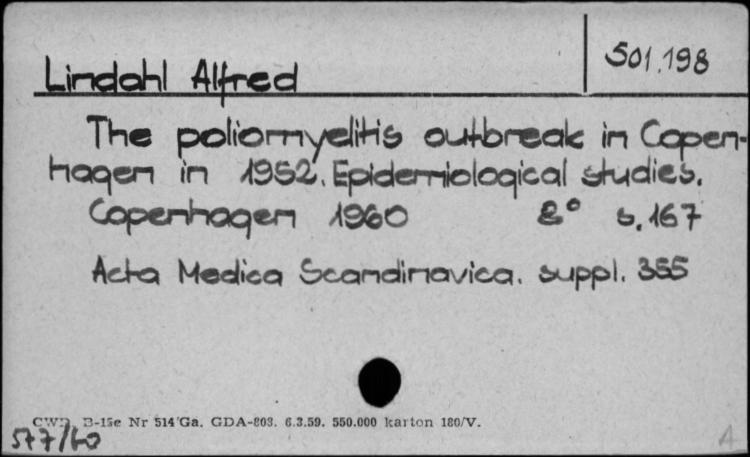 501.198
Lindahl Alfred
The poliomyelitis outbreak in Copen-
hagen in 1952. Epidemiological studies.
Copenhagen 1960 8° s. 167
Acta Medica Scandinavica. suppl. 355
CWD B-15e Nr 514 Ga. GDA-803. 6.3.59. 550.000 karton 180/V.
577/60
A